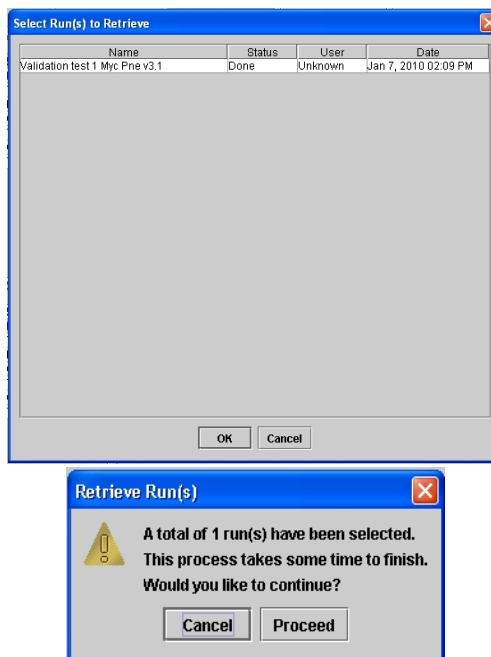 Select Run(s) to Retrieve
Name Status User Date
Validation test 1 Myc Pne v3.1 Done Unknown Jan 7, 2010 02:09 PM
OK Cancel
Retrieve Run(s)
A total of 1 run(s) have been selected.
This process takes some time to finish.
Would you like to continue?
Cancel Proceed